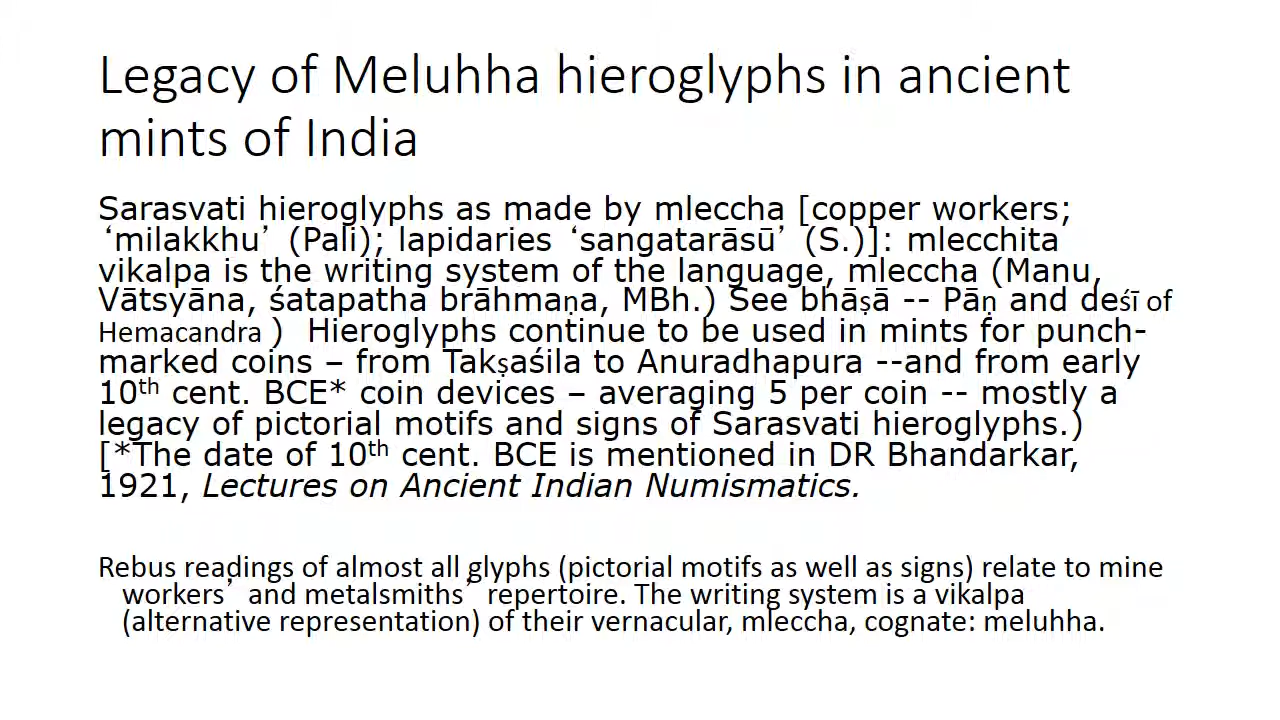 Legacy of Meluhha hieroglyphs in ancient
mints of India
Sarasvati hieroglyphs as made by mleccha [copper workers;
‘milakkhu’ (Pali); lapidaries ‘sangatarāsū’ (S.)]: mlecchita
vikalpa is the writing system of the language, mleccha (Manu,
Vātsyāna, śatapatha brāhmaṇa, MBh.) See bhāṣā -- Pāṇ and deśī of
Hemacandra ) Hieroglyphs continue to be used in mints for punch-
marked coins – from Takṣaśila to Anuradhapura --and from early
10th cent. BCE* coin devices – averaging 5 per coin -- mostly a
legacy of pictorial motifs and signs of Sarasvati hieroglyphs.)
[*The date of 10th cent. BCE is mentioned in DR Bhandarkar,
1921, Lectures on Ancient Indian Numismatics.
Rebus readings of almost all glyphs (pictorial motifs as well as signs) relate to mine
workers’ and metalsmiths’ repertoire. The writing system is a vikalpa
(alternative representation) of their vernacular, mleccha, cognate: meluhha.